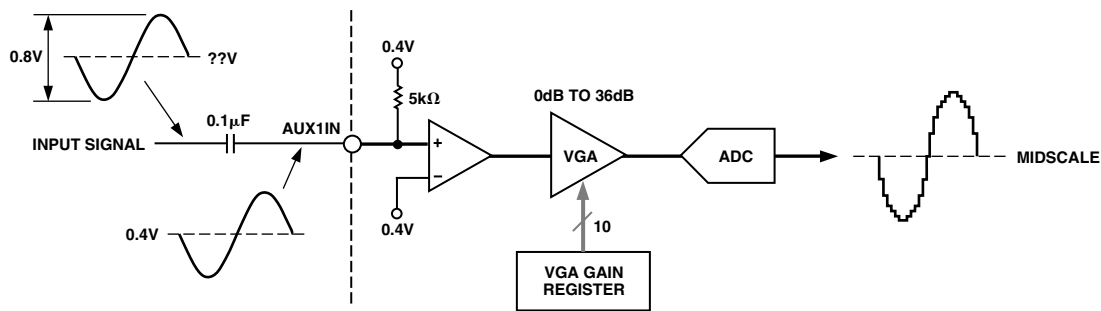 0.8V
??V
0.4V
5kΩ
0dB TO 36dB
0.1μF
AUX1IN
INPUT SIGNAL
+
VGA
ADC
MIDSCALE
–
0.4V
0.4V
10
VGA GAIN
REGISTER